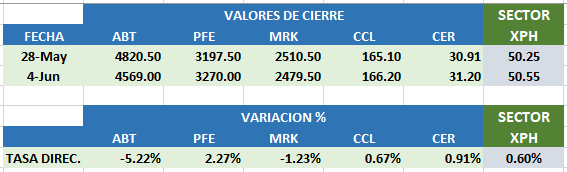 VALORES DE CIERRE SECTOR
FECHA ABT PFE MRK CCL CER XPH
28-May 4820.50 3197.50 2510.50 165.10 30.91 50.25
4-Jun 4569.00 3270.00 2479.50 166.20 31.20 50.55
VARIACION % SECTOR
ABT PFE MRK CCL CER XPH
TASA DIREC. -5.22% 2.27% -1.23% 0.67% 0.91% 0.60%